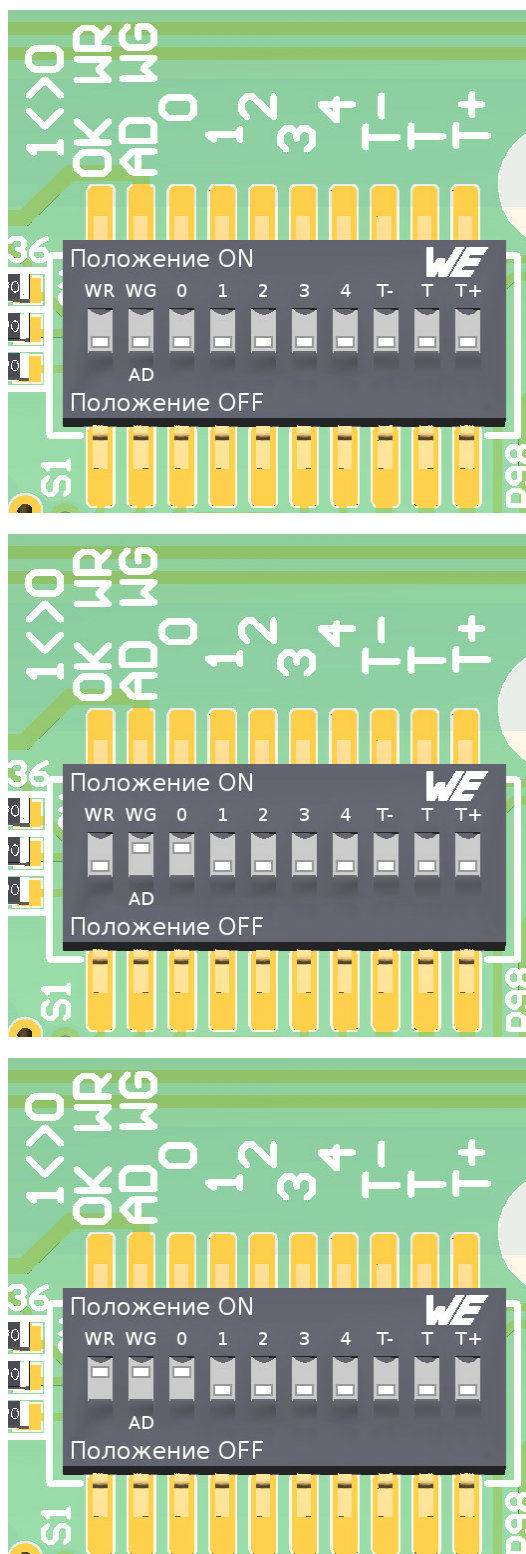 1<>0 WR WG
OK AD 0 1 2 3 4 T- T T+
36
Положение ON WE
WR WG 0 1 2 3 4 T- T T+
AD
Положение OFF
S1
1<>0 WR WG
OK AD 0 1 2 3 4 T- T T+
36
Положение ON WE
WR WG 0 1 2 3 4 T- T T+
AD
Положение OFF
S1
1<>0 WR WG
OK AD 0 1 2 3 4 T- T T+
36
Положение ON WE
WR WG 0 1 2 3 4 T- T T+
AD
Положение OFF
S1